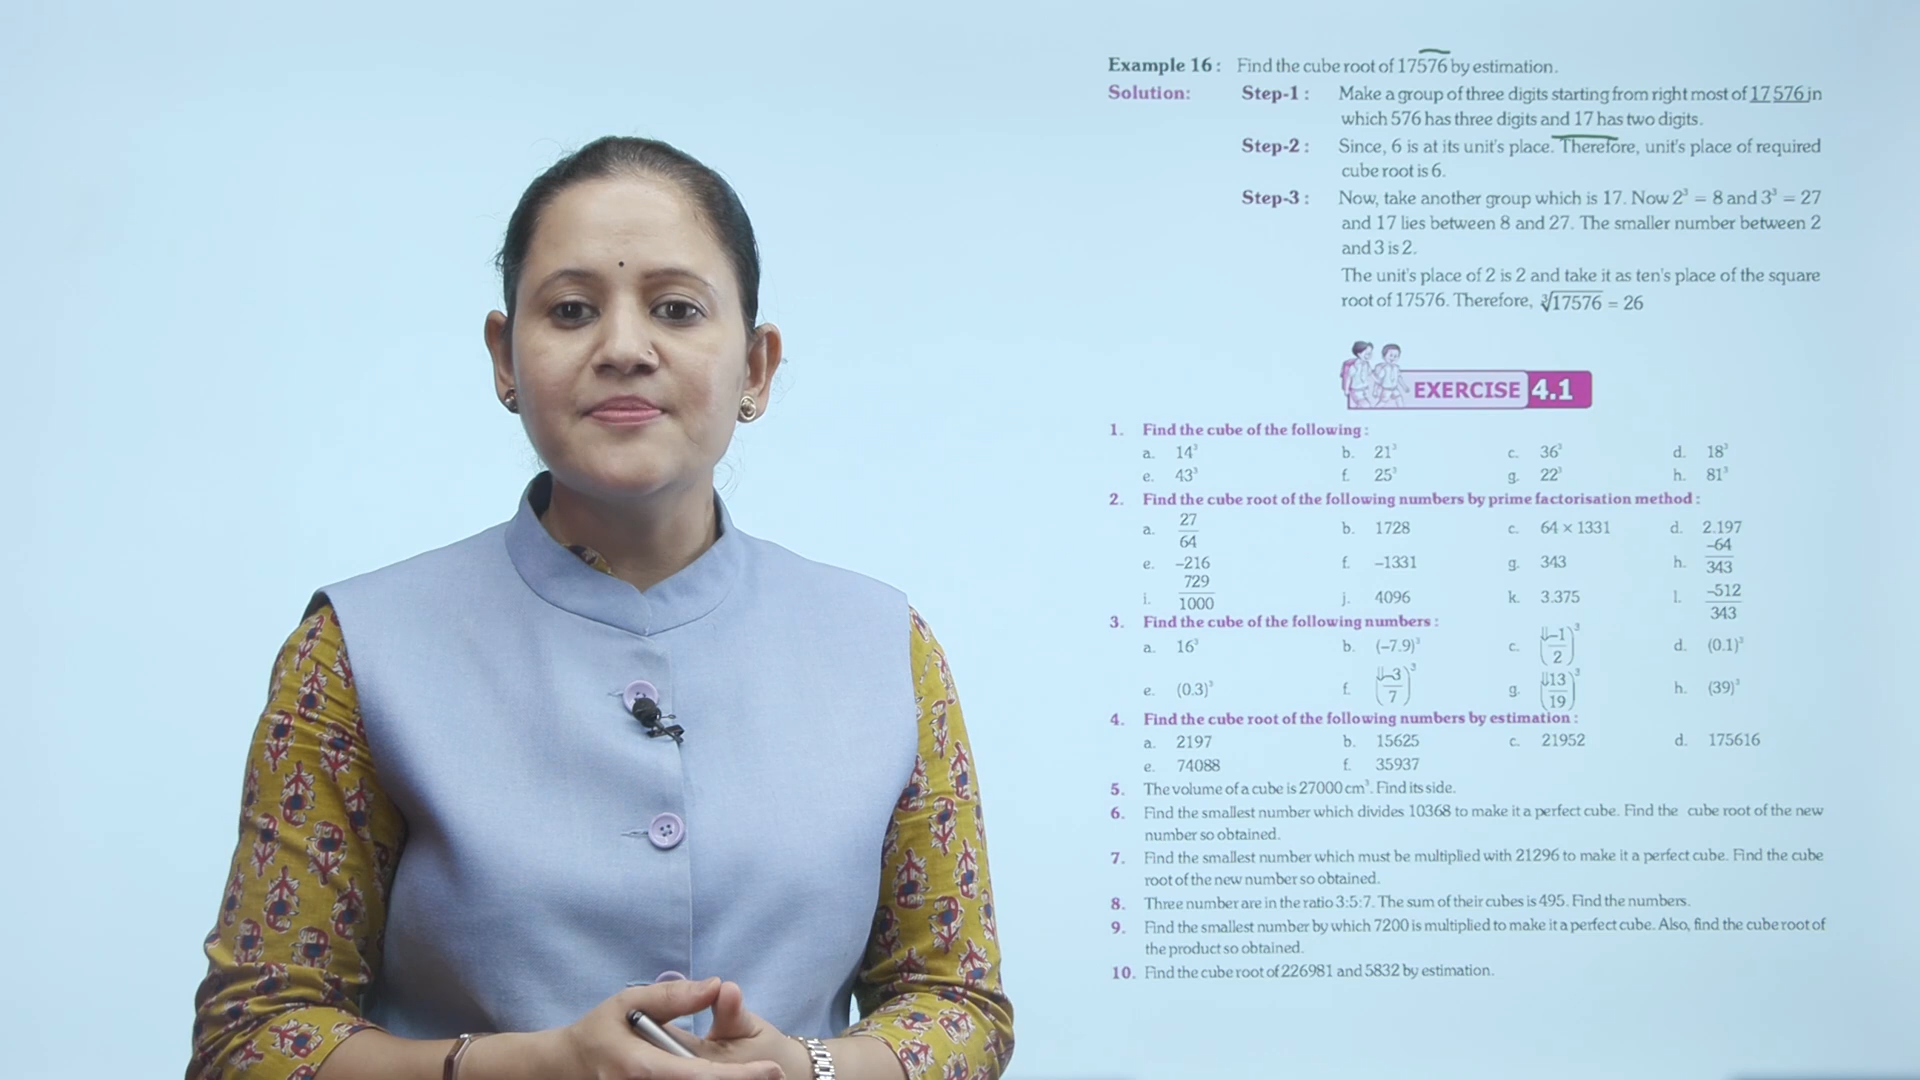 Example 16 : Find the cube root of 17576 by estimation.
Solution: Step-1 : Make a group of three digits starting from right most of 17576 in
which 576 has three digits and 17 has two digits.
Step-2 : Since, 6 is at its unit's place. Therefore, unit's place of required
cube root is 6.
Step-3 : Now, take another group which is 17. Now 2³ = 8 and 3³ = 27
and 17 lies between 8 and 27. The smaller number between 2
and 3 is 2.
The unit's place of 2 is 2 and take it as ten's place of the square
root of 17576. Therefore, ∛17576 = 26
EXERCISE 4.1
1. Find the cube of the following :
a. 14³ b. 21³ c. 36³ d. 18³
e. 43³ f. 25³ g. 22³ h. 81³
2. Find the cube root of the following numbers by prime factorisation method :
a. 27/64 b. 1728 c. 64 × 1331 d. 2.197
e. –216 f. –1331 g. 343 h. –64/343
i. 729/1000 j. 4096 k. 3.375 l. –512/343
3. Find the cube of the following numbers :
a. 16³ b. (–7.9)³ c. (–1/2)³ d. (0.1)³
e. (0.3)³ f. (–3/7)³ g. (13/19)³ h. (39)³
4. Find the cube root of the following numbers by estimation :
a. 2197 b. 15625 c. 21952 d. 175616
e. 74088 f. 35937
5. The volume of a cube is 27000 cm³. Find its side.
6. Find the smallest number which divides 10368 to make it a perfect cube. Find the cube root of the new
number so obtained.
7. Find the smallest number which must be multiplied with 21296 to make it a perfect cube. Find the cube
root of the new number so obtained.
8. Three number are in the ratio 3:5:7. The sum of their cubes is 495. Find the numbers.
9. Find the smallest number by which 7200 is multiplied to make it a perfect cube. Also, find the cube root of
the product so obtained.
10. Find the cube root of 226981 and 5832 by estimation.